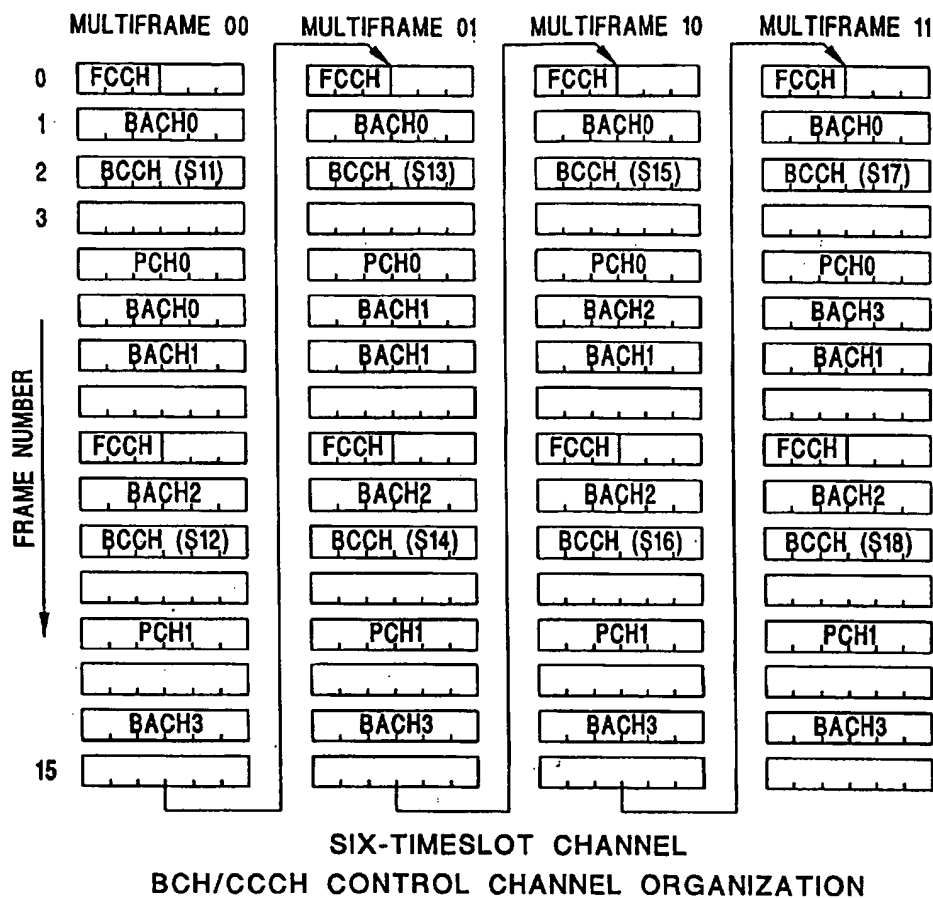 MULTIFRAME 00 MULTIFRAME 01 MULTIFRAME 10 MULTIFRAME 11
0 FCCH FCCH FCCH FCCH
1 BACH0 BACH0 BACH0 BACH0
2 BCCH (S11) BCCH (S13) BCCH (S15) BCCH (S17)
3
PCH0 PCH0 PCH0 PCH0
BACH0 BACH1 BACH2 BACH3
BACH1 BACH1 BACH1 BACH1
FRAME NUMBER
FCCH FCCH FCCH FCCH
BACH2 BACH2 BACH2 BACH2
BCCH (S12) BCCH (S14) BCCH (S16) BCCH (S18)
PCH1 PCH1 PCH1 PCH1
BACH3 BACH3 BACH3 BACH3
15
SIX-TIMESLOT CHANNEL
BCH/CCCH CONTROL CHANNEL ORGANIZATION